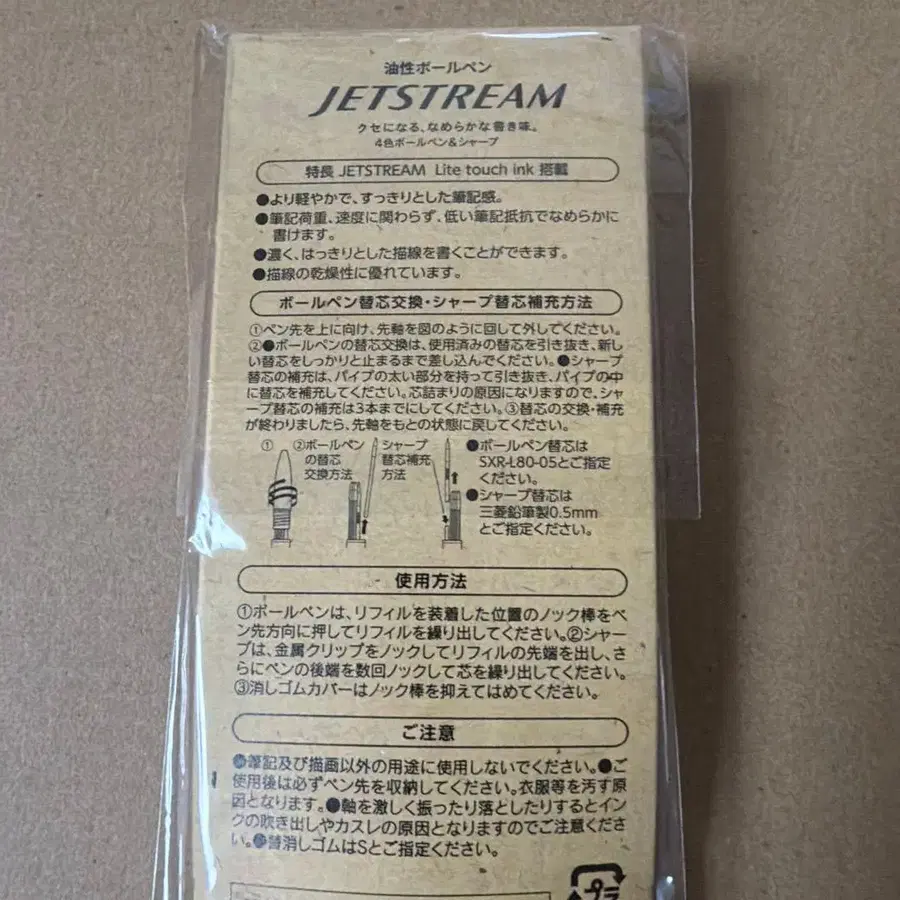 油性ボールペン
JETSTREAM
クセになる、なめらかな書き味。
4色ボールペン&シャープ
特長 JETSTREAM Lite touch ink 搭載
●より軽やかで、すっきりとした筆記感。
●筆記荷重、速度に関わらず、低い筆記抵抗でなめらかに
書けます。
●濃く、はっきりとした描線を書くことができます。
●描線の乾燥性に優れています。
ボールペン替芯交換・シャープ替芯補充方法
①ペン先を上に向け、先軸を図のように回して外してください。
②●ボールペンの替芯交換は、使用済みの替芯を引き抜き、新し
い替芯をしっかりと止まるまで差し込んでください。●シャープ
替芯の補充は、パイプの太い部分を持って引き抜き、パイプの中
に替芯を補充してください。芯詰まりの原因になりますので、シャ
ープ替芯の補充は3本までにしてください。③替芯の交換・補充
が終わりましたら、先軸をもとの状態に戻してください。
① ②ボールペン
の替芯
交換方法
シャープ
替芯補充
方法
●ボールペン替芯は
SXR-L80-05とご指定
ください。
●シャープ替芯は
三菱鉛筆製0.5mm
とご指定ください。
使用方法
①ボールペンは、リフィルを装着した位置のノック棒をペ
ン先方向に押してリフィルを繰り出してください。②シャー
プは、金属クリップをノックしてリフィルの先端を出し、さ
らにペンの後端を数回ノックして芯を繰り出してください。
③消しゴムカバーはノック棒を抑えてはめてください。
ご注意
●筆記及び描画以外の用途に使用しないでください。●ご
使用後は必ずペン先を収納してください。衣服等を汚す原
因となります。●軸を激しく振ったり落としたりするとイン
クの吹き出しやカスレの原因となりますのでご注意くださ
い。●替消しゴムはSとご指定ください。
プラ